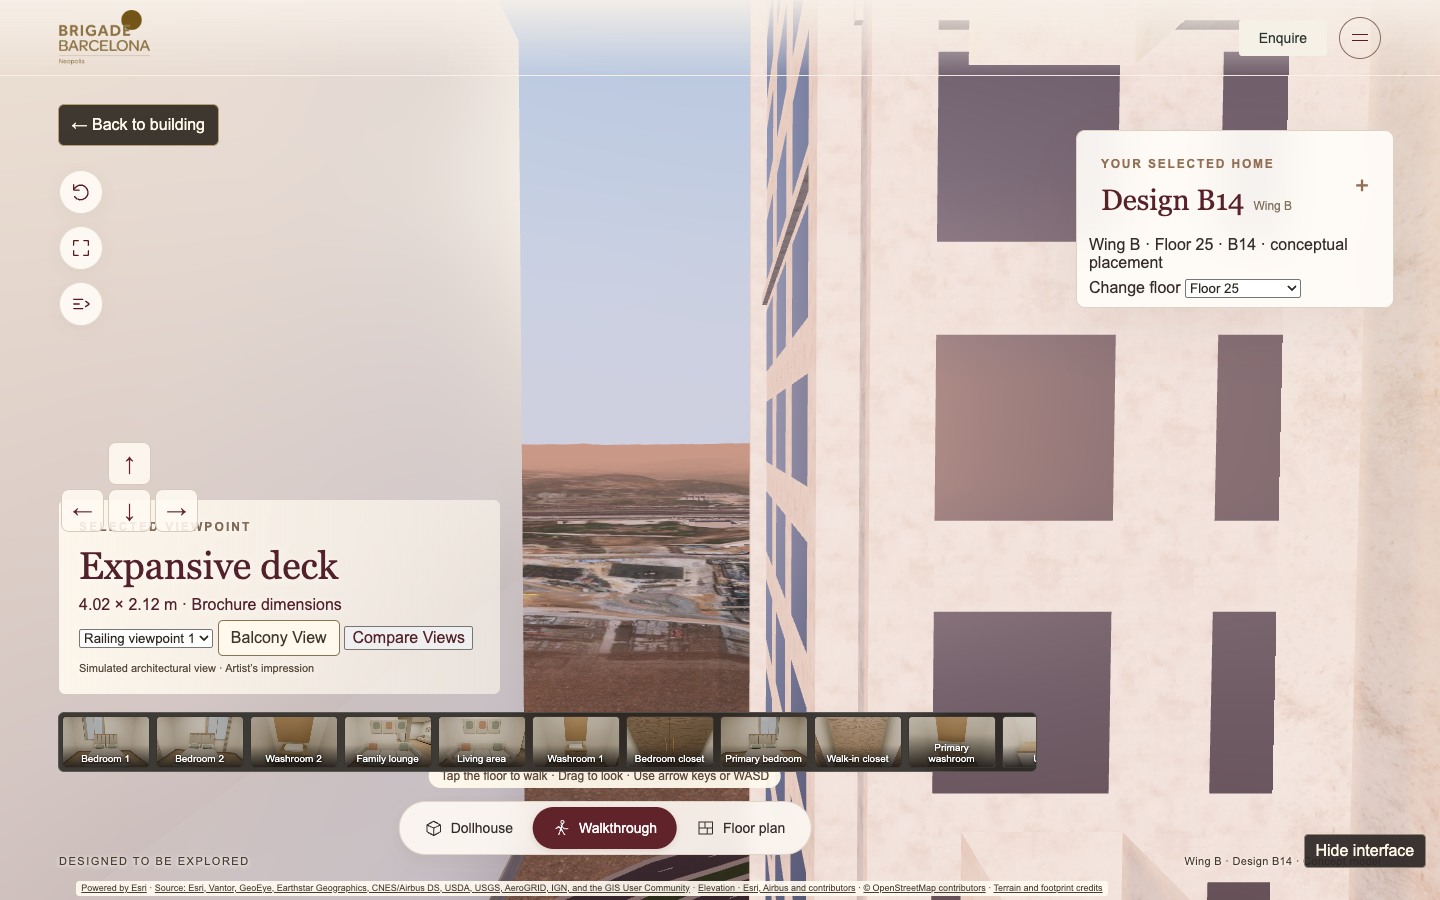 BRIGADE
BARCELONA
Neopolis
Enquire
← Back to building
YOUR SELECTED HOME
Design B14 Wing B
Wing B · Floor 25 · B14 · conceptual
placement
Change floor Floor 25
SELECTED VIEWPOINT
Expansive deck
4.02 × 2.12 m · Brochure dimensions
Railing viewpoint 1 Balcony View Compare Views
Simulated architectural view · Artist's impression
Bedroom 1
Bedroom 2
Washroom 2
Family lounge
Living area
Washroom 1
Bedroom closet
Primary bedroom
Walk-in closet
Primary
washroom
Tap the floor to walk · Drag to look · Use arrow keys or WASD
Dollhouse
Walkthrough
Floor plan
Hide interface
DESIGNED TO BE EXPLORED
Wing B · Design B14 · Concept model
Powered by Esri · Source: Esri, Vantor, GeoEye, Earthstar Geographics, CNES/Airbus DS, USDA, USGS, AeroGRID, IGN, and the GIS User Community · Elevation · Esri, Airbus and contributors · © OpenStreetMap contributors · Terrain and footprint credits